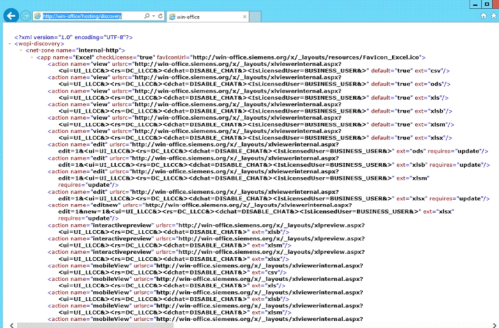 http://win-office/hosting/discovery
win-office
<?xml version="1.0" encoding="UTF-8"?>
- <wopi-discovery>
- <net-zone name="internal-http">
- <app name="Excel" checkLicense="true" favIconUrl="http://win-office.siemens.org/x/_layouts/resources/FavIcon_Excel.ico">
<action name="view" urlsrc="http://win-office.siemens.org/x/_layouts/xlviewerinternal.aspx?
<ui=UI_LLCC&><rs=DC_LLCC&><dchat=DISABLE_CHAT&><IsLicensedUser=BUSINESS_USER&>" default="true" ext="csv"/>
<action name="view" urlsrc="http://win-office.siemens.org/x/_layouts/xlviewerinternal.aspx?
<ui=UI_LLCC&><rs=DC_LLCC&><dchat=DISABLE_CHAT&><IsLicensedUser=BUSINESS_USER&>" default="true" ext="ods"/>
<action name="view" urlsrc="http://win-office.siemens.org/x/_layouts/xlviewerinternal.aspx?
<ui=UI_LLCC&><rs=DC_LLCC&><dchat=DISABLE_CHAT&><IsLicensedUser=BUSINESS_USER&>" default="true" ext="xls"/>
<action name="view" urlsrc="http://win-office.siemens.org/x/_layouts/xlviewerinternal.aspx?
<ui=UI_LLCC&><rs=DC_LLCC&><dchat=DISABLE_CHAT&><IsLicensedUser=BUSINESS_USER&>" default="true" ext="xlsb"/>
<action name="view" urlsrc="http://win-office.siemens.org/x/_layouts/xlviewerinternal.aspx?
<ui=UI_LLCC&><rs=DC_LLCC&><dchat=DISABLE_CHAT&><IsLicensedUser=BUSINESS_USER&>" default="true" ext="xlsm"/>
<action name="view" urlsrc="http://win-office.siemens.org/x/_layouts/xlviewerinternal.aspx?
<ui=UI_LLCC&><rs=DC_LLCC&><dchat=DISABLE_CHAT&><IsLicensedUser=BUSINESS_USER&>" default="true" ext="xlsx"/>
<action name="edit" urlsrc="http://win-office.siemens.org/x/_layouts/xlviewerinternal.aspx?
edit=1&<ui=UI_LLCC&><rs=DC_LLCC&><dchat=DISABLE_CHAT&><IsLicensedUser=BUSINESS_USER&>" ext="ods" requires="update"/>
<action name="edit" urlsrc="http://win-office.siemens.org/x/_layouts/xlviewerinternal.aspx?
edit=1&<ui=UI_LLCC&><rs=DC_LLCC&><dchat=DISABLE_CHAT&><IsLicensedUser=BUSINESS_USER&>" ext="xlsb" requires="update"/>
<action name="edit" urlsrc="http://win-office.siemens.org/x/_layouts/xlviewerinternal.aspx?
edit=1&<ui=UI_LLCC&><rs=DC_LLCC&><dchat=DISABLE_CHAT&><IsLicensedUser=BUSINESS_USER&>" ext="xlsm"
requires="update"/>
<action name="edit" urlsrc="http://win-office.siemens.org/x/_layouts/xlviewerinternal.aspx?
edit=1&<ui=UI_LLCC&><rs=DC_LLCC&><dchat=DISABLE_CHAT&><IsLicensedUser=BUSINESS_USER&>" ext="xlsx" requires="update"/>
<action name="editnew" urlsrc="http://win-office.siemens.org/x/_layouts/xlviewerinternal.aspx?
edit=1&new=1&<ui=UI_LLCC&><rs=DC_LLCC&><dchat=DISABLE_CHAT&><IsLicensedUser=BUSINESS_USER&>" ext="xlsx"
requires="update"/>
<action name="interactivepreview" urlsrc="http://win-office.siemens.org/x/_layouts/xlpreview.aspx?
<ui=UI_LLCC&><rs=DC_LLCC&><dchat=DISABLE_CHAT&><IsLicensedUser=BUSINESS_USER&>" ext="xlsb"/>
<action name="interactivepreview" urlsrc="http://win-office.siemens.org/x/_layouts/xlpreview.aspx?
<ui=UI_LLCC&><rs=DC_LLCC&><dchat=DISABLE_CHAT&><IsLicensedUser=BUSINESS_USER&>" ext="xlsm"/>
<action name="interactivepreview" urlsrc="http://win-office.siemens.org/x/_layouts/xlpreview.aspx?
<ui=UI_LLCC&><rs=DC_LLCC&><dchat=DISABLE_CHAT&><IsLicensedUser=BUSINESS_USER&>" ext="xlsx"/>
<action name="mobileView" urlsrc="http://win-office.siemens.org/x/_layouts/xlviewerinternal.aspx?
<ui=UI_LLCC&><rs=DC_LLCC&><dchat=DISABLE_CHAT&><IsLicensedUser=BUSINESS_USER&>" ext="csv"/>
<action name="mobileView" urlsrc="http://win-office.siemens.org/x/_layouts/xlviewerinternal.aspx?
<ui=UI_LLCC&><rs=DC_LLCC&><dchat=DISABLE_CHAT&><IsLicensedUser=BUSINESS_USER&>" ext="xls"/>
<action name="mobileView" urlsrc="http://win-office.siemens.org/x/_layouts/xlviewerinternal.aspx?
<ui=UI_LLCC&><rs=DC_LLCC&><dchat=DISABLE_CHAT&><IsLicensedUser=BUSINESS_USER&>" ext="xlsb"/>
<action name="mobileView" urlsrc="http://win-office.siemens.org/x/_layouts/xlviewerinternal.aspx?
<ui=UI_LLCC&><rs=DC_LLCC&><dchat=DISABLE_CHAT&><IsLicensedUser=BUSINESS_USER&>" ext="xlsm"/>
<action name="mobileView" urlsrc="http://win-office.siemens.org/x/_layouts/xlviewerinternal.aspx?